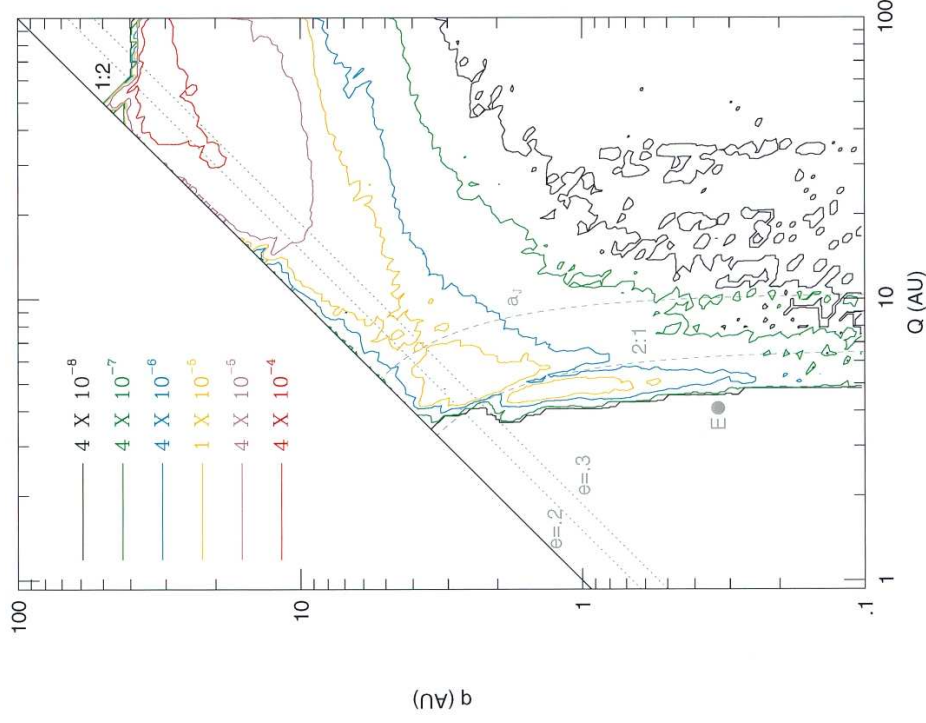 100
10
1
.1
q (AU)
1
10
100
Q (AU)
4 X 10⁻⁸
4 X 10⁻⁷
4 X 10⁻⁶
1 X 10⁻⁵
4 X 10⁻⁵
4 X 10⁻⁴
1:2
aJ
2:1
E
e=.2
e=.3